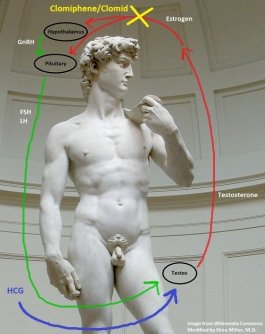 Clomiphene/Clomid
Hypothalamus
Estrogen
GnRH
Pituitary
FSH
LH
Testosterone
Testes
HCG
Image from Wikimedia Commons
Modified by Shira Miller, M.D.